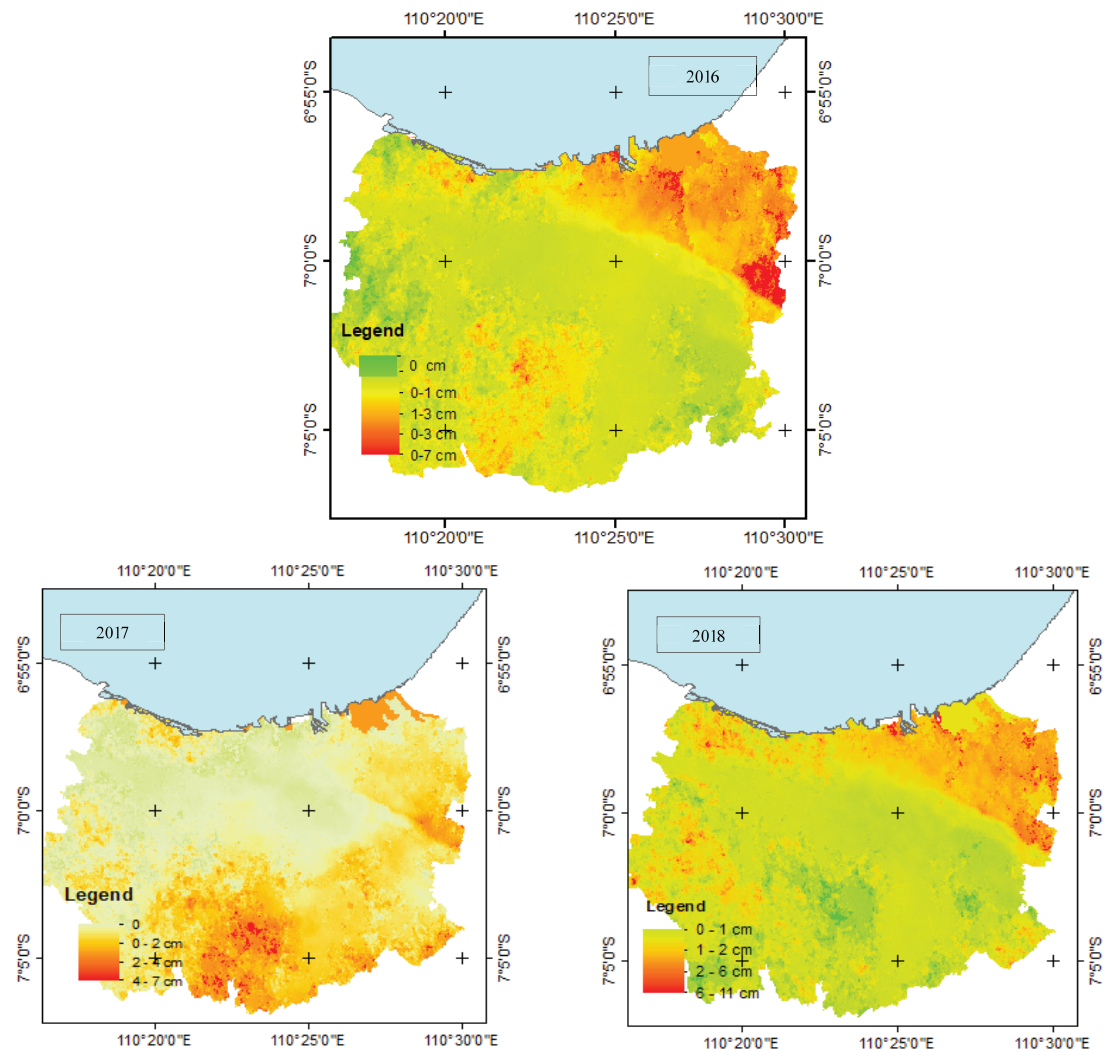 110°20'0"E 110°25'0"E 110°30'0"E
2016
6°55'0"S 6°55'0"S
7°0'0"S 7°0'0"S
7°5'0"S 7°5'0"S
Legend
0 cm
0-1 cm
1-3 cm
0-3 cm
0-7 cm
110°20'0"E 110°25'0"E 110°30'0"E
110°20'0"E 110°25'0"E 110°30'0"E
2017
6°55'0"S 6°55'0"S
7°0'0"S 7°0'0"S
7°5'0"S 7°5'0"S
Legend
0
0 - 2 cm
2 - 4 cm
4 - 7 cm
110°20'0"E 110°25'0"E 110°30'0"E
110°20'0"E 110°25'0"E 110°30'0"E
2018
6°55'0"S 6°55'0"S
7°0'0"S 7°0'0"S
7°5'0"S 7°5'0"S
Legend
0 - 1 cm
1 - 2 cm
2 - 6 cm
6 - 11 cm
110°20'0"E 110°25'0"E 110°30'0"E